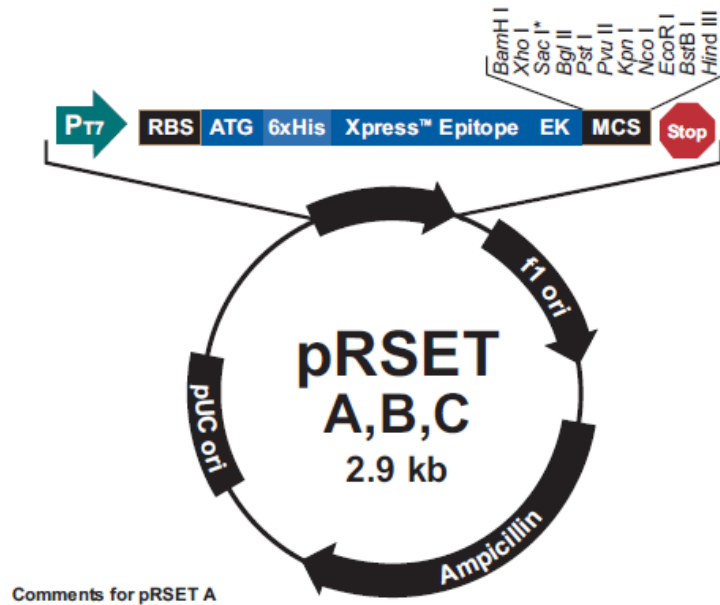 BamH I
Xho I
Sac I*
Bgl II
Pst I
Pvu II
Kpn I
Nco I
EcoR I
BstB I
Hind III
PT7 RBS ATG 6xHis Xpress™ Epitope EK MCS Stop
f1 ori
pRSET
A,B,C
2.9 kb
pUC ori
Ampicillin
Comments for pRSET A